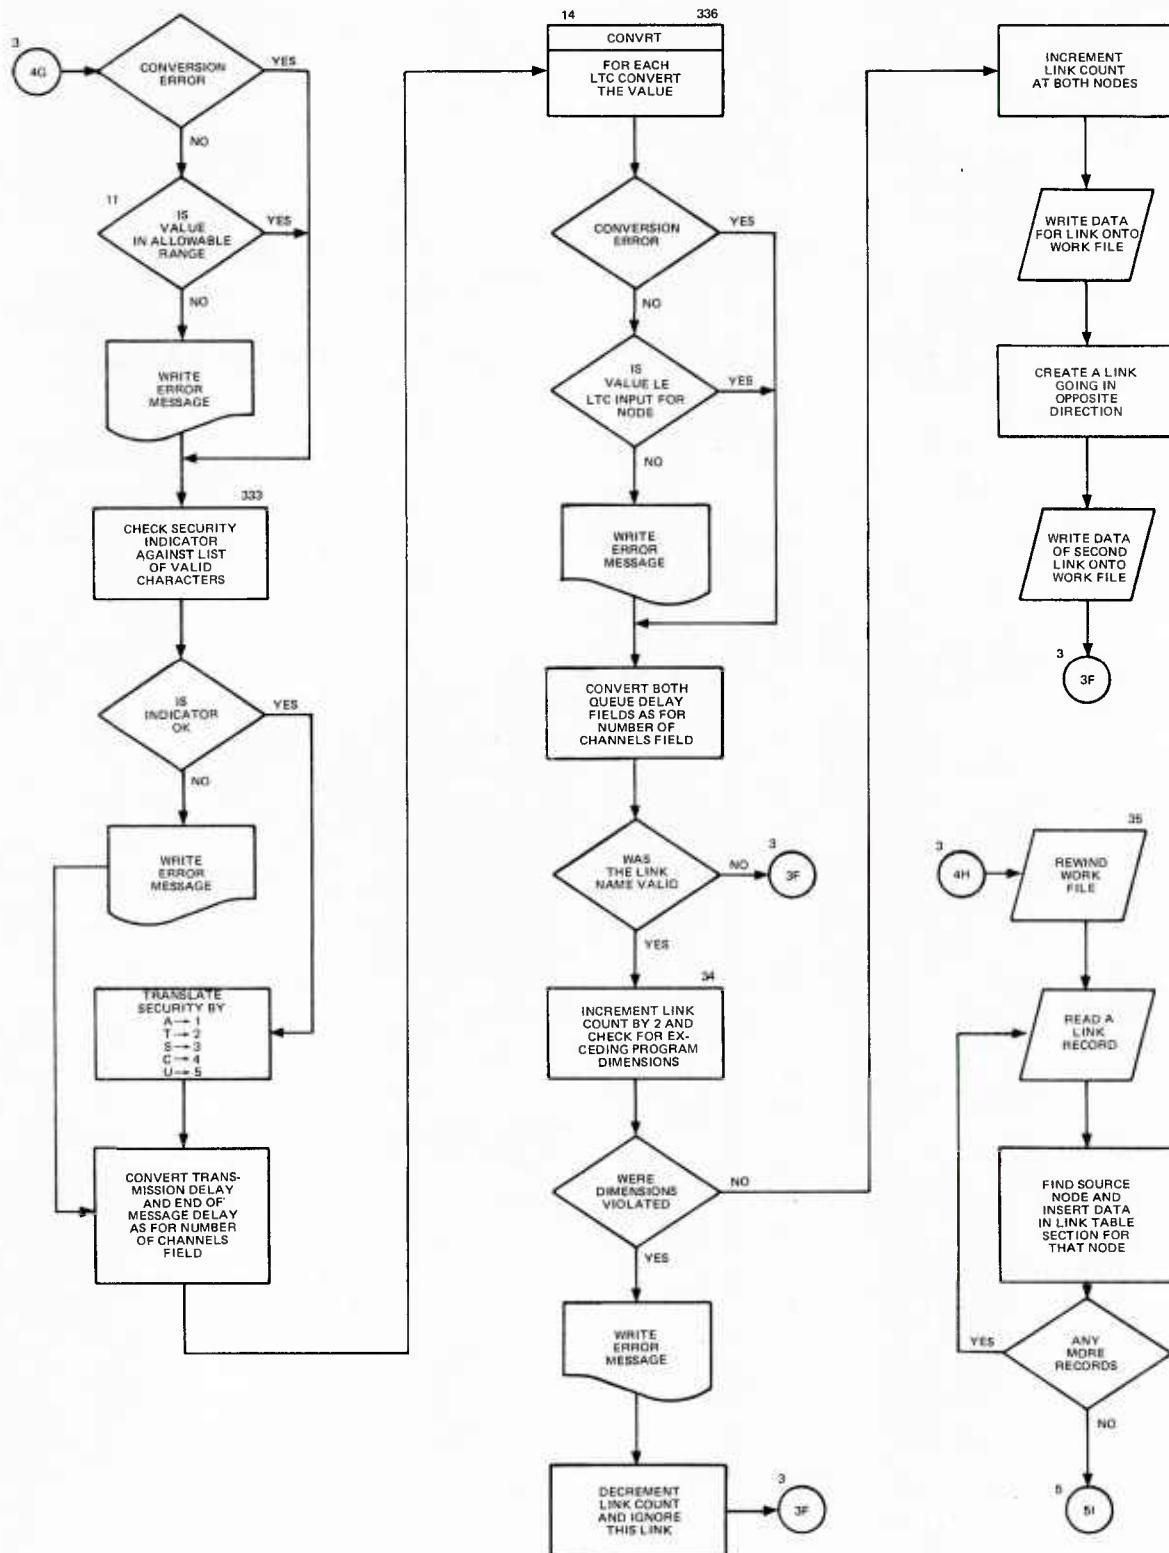 3
4G
CONVERSION
ERROR
YES
NO
11
IS
VALUE
IN ALLOWABLE
RANGE
YES
NO
WRITE
ERROR
MESSAGE
333
CHECK SECURITY
INDICATOR
AGAINST LIST
OF VALID
CHARACTERS
IS
INDICATOR
OK
YES
NO
WRITE
ERROR
MESSAGE
TRANSLATE
SECURITY BY
A→1
T→2
S→3
C→4
U→5
CONVERT TRANS-
MISSION DELAY
AND END OF
MESSAGE DELAY
AS FOR NUMBER
OF CHANNELS
FIELD
14
336
CONVRT
FOR EACH
LTC CONVERT
THE VALUE
CONVERSION
ERROR
YES
NO
IS
VALUE LE
LTC INPUT FOR
NODE
YES
NO
WRITE
ERROR
MESSAGE
CONVERT BOTH
QUEUE DELAY
FIELDS AS FOR
NUMBER OF
CHANNELS FIELD
WAS
THE LINK
NAME VALID
NO
3
3F
YES
34
INCREMENT LINK
COUNT BY 2 AND
CHECK FOR EX-
CEDING PROGRAM
DIMENSIONS
WERE
DIMENSIONS
VIOLATED
NO
YES
WRITE
ERROR
MESSAGE
DECREMENT
LINK COUNT
AND IGNORE
THIS LINK
3
3F
INCREMENT
LINK COUNT
AT BOTH NODES
WRITE DATA
FOR LINK ONTO
WORK FILE
CREATE A LINK
GOING IN
OPPOSITE
DIRECTION
WRITE DATA
OF SECOND
LINK ONTO
WORK FILE
3
3F
3
4H
35
REWIND
WORK
FILE
READ A
LINK
RECORD
FIND SOURCE
NODE AND
INSERT DATA
IN LINK TABLE
SECTION FOR
THAT NODE
YES
ANY
MORE
RECORDS
NO
5
5I